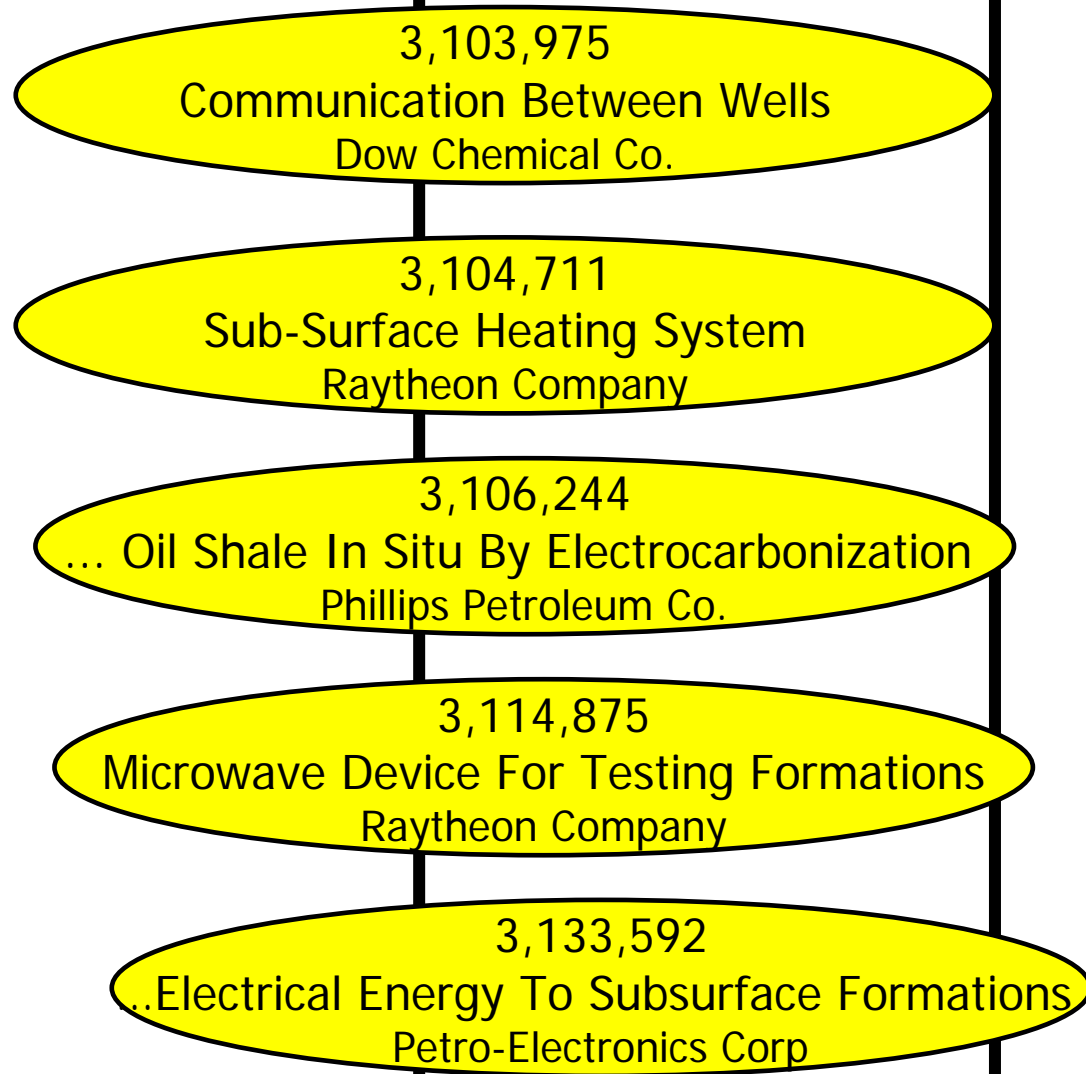 3,103,975
Communication Between Wells
Dow Chemical Co.
3,104,711
Sub-Surface Heating System
Raytheon Company
3,106,244
... Oil Shale In Situ By Electrocarbonization
Phillips Petroleum Co.
3,114,875
Microwave Device For Testing Formations
Raytheon Company
3,133,592
...Electrical Energy To Subsurface Formations
Petro-Electronics Corp